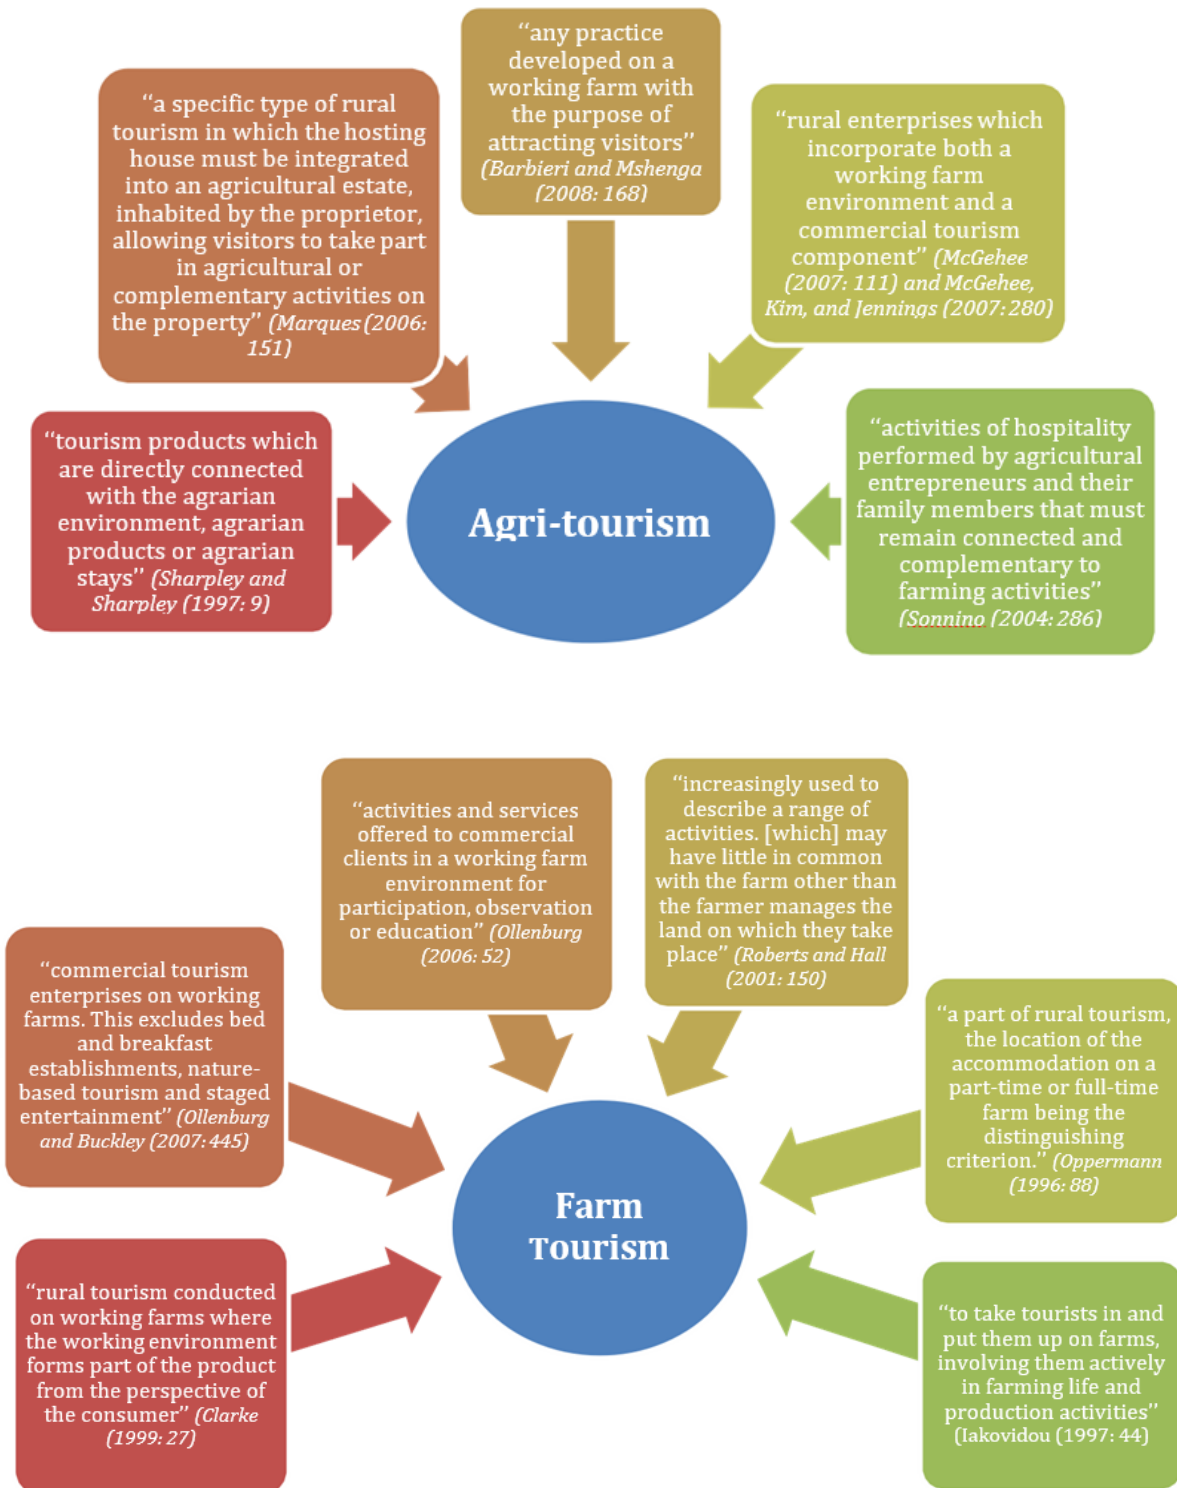 “any practice
developed on a
working farm with
the purpose of
attracting visitors”
(Barbieri and Mshenga
(2008: 168)
“a specific type of rural
tourism in which the hosting
house must be integrated
into an agricultural estate,
inhabited by the proprietor,
allowing visitors to take part
in agricultural or
complementary activities on
the property” (Marques (2006:
151)
“rural enterprises which
incorporate both a
working farm
environment and a
commercial tourism
component” (McGehee
(2007: 111) and McGehee,
Kim, and Jennings (2007: 280)
“tourism products which
are directly connected
with the agrarian
environment, agrarian
products or agrarian
stays” (Sharpley and
Sharpley (1997: 9)
Agri-tourism
“activities of hospitality
performed by agricultural
entrepreneurs and their
family members that must
remain connected and
complementary to
farming activities”
(Sonnino (2004: 286)
“activities and services
offered to commercial
clients in a working farm
environment for
participation, observation
or education” (Ollenburg
(2006: 52)
“increasingly used to
describe a range of
activities. [which] may
have little in common
with the farm other than
the farmer manages the
land on which they take
place” (Roberts and Hall
(2001: 150)
“commercial tourism
enterprises on working
farms. This excludes bed
and breakfast
establishments, nature-
based tourism and staged
entertainment” (Ollenburg
and Buckley (2007: 445)
“a part of rural tourism,
the location of the
accommodation on a
part-time or full-time
farm being the
distinguishing
criterion.” (Oppermann
(1996: 88)
Farm
Tourism
“rural tourism conducted
on working farms where
the working environment
forms part of the product
from the perspective of
the consumer” (Clarke
(1999: 27)
“to take tourists in and
put them up on farms,
involving them actively
in farming life and
production activities”
(Iakovidou (1997: 44)